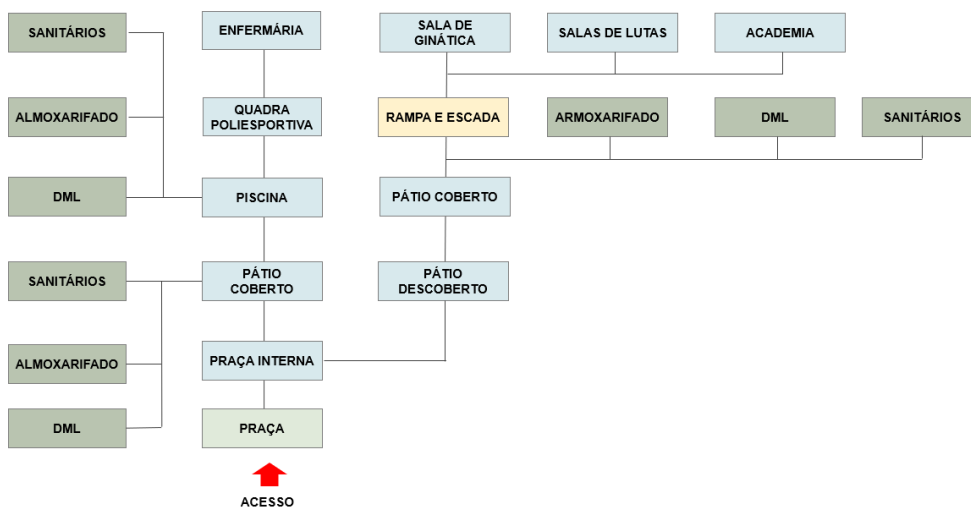 SANITÁRIOS
ENFERMÁRIA
SALA DE
GINÁTICA
SALAS DE LUTAS
ACADEMIA
ALMOXARIFADO
QUADRA
POLIESPORTIVA
RAMPA E ESCADA
ARMOXARIFADO
DML
SANITÁRIOS
DML
PISCINA
PÁTIO COBERTO
SANITÁRIOS
PÁTIO
COBERTO
PÁTIO
DESCOBERTO
ALMOXARIFADO
PRAÇA INTERNA
DML
PRAÇA
ACESSO